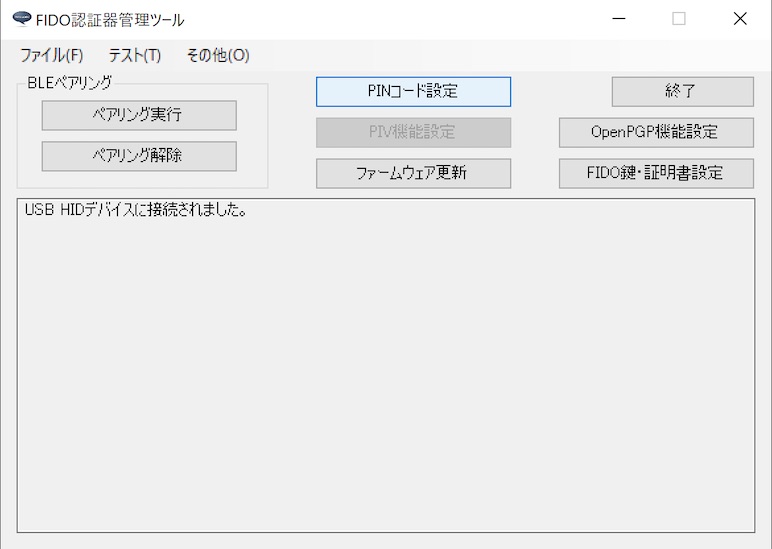 FIDO認証器管理ツール
ファイル(F) テスト(T) その他(O)
BLEペアリング
ペアリング実行
ペアリング解除
PINコード設定
PIV機能設定
ファームウェア更新
終了
OpenPGP機能設定
FIDO鍵・証明書設定
USB HIDデバイスに接続されました。